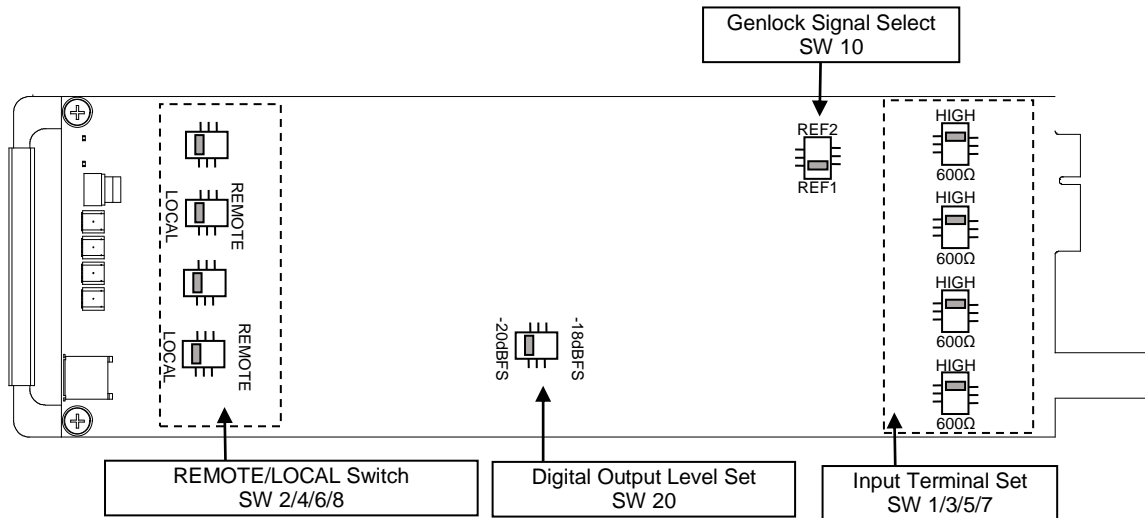 Genlock Signal Select
SW 10
REF2
REF1
HIGH
600Ω
HIGH
600Ω
HIGH
600Ω
HIGH
600Ω
LOCAL
REMOTE
LOCAL
REMOTE
-20dBFS
-18dBFS
REMOTE/LOCAL Switch
SW 2/4/6/8
Digital Output Level Set
SW 20
Input Terminal Set
SW 1/3/5/7